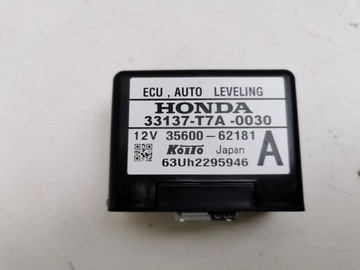 ECU , AUTO LEVELING
HONDA
33137-T7A -0030
12V 35600-62181
KOITO Japan A
63Uh2295946